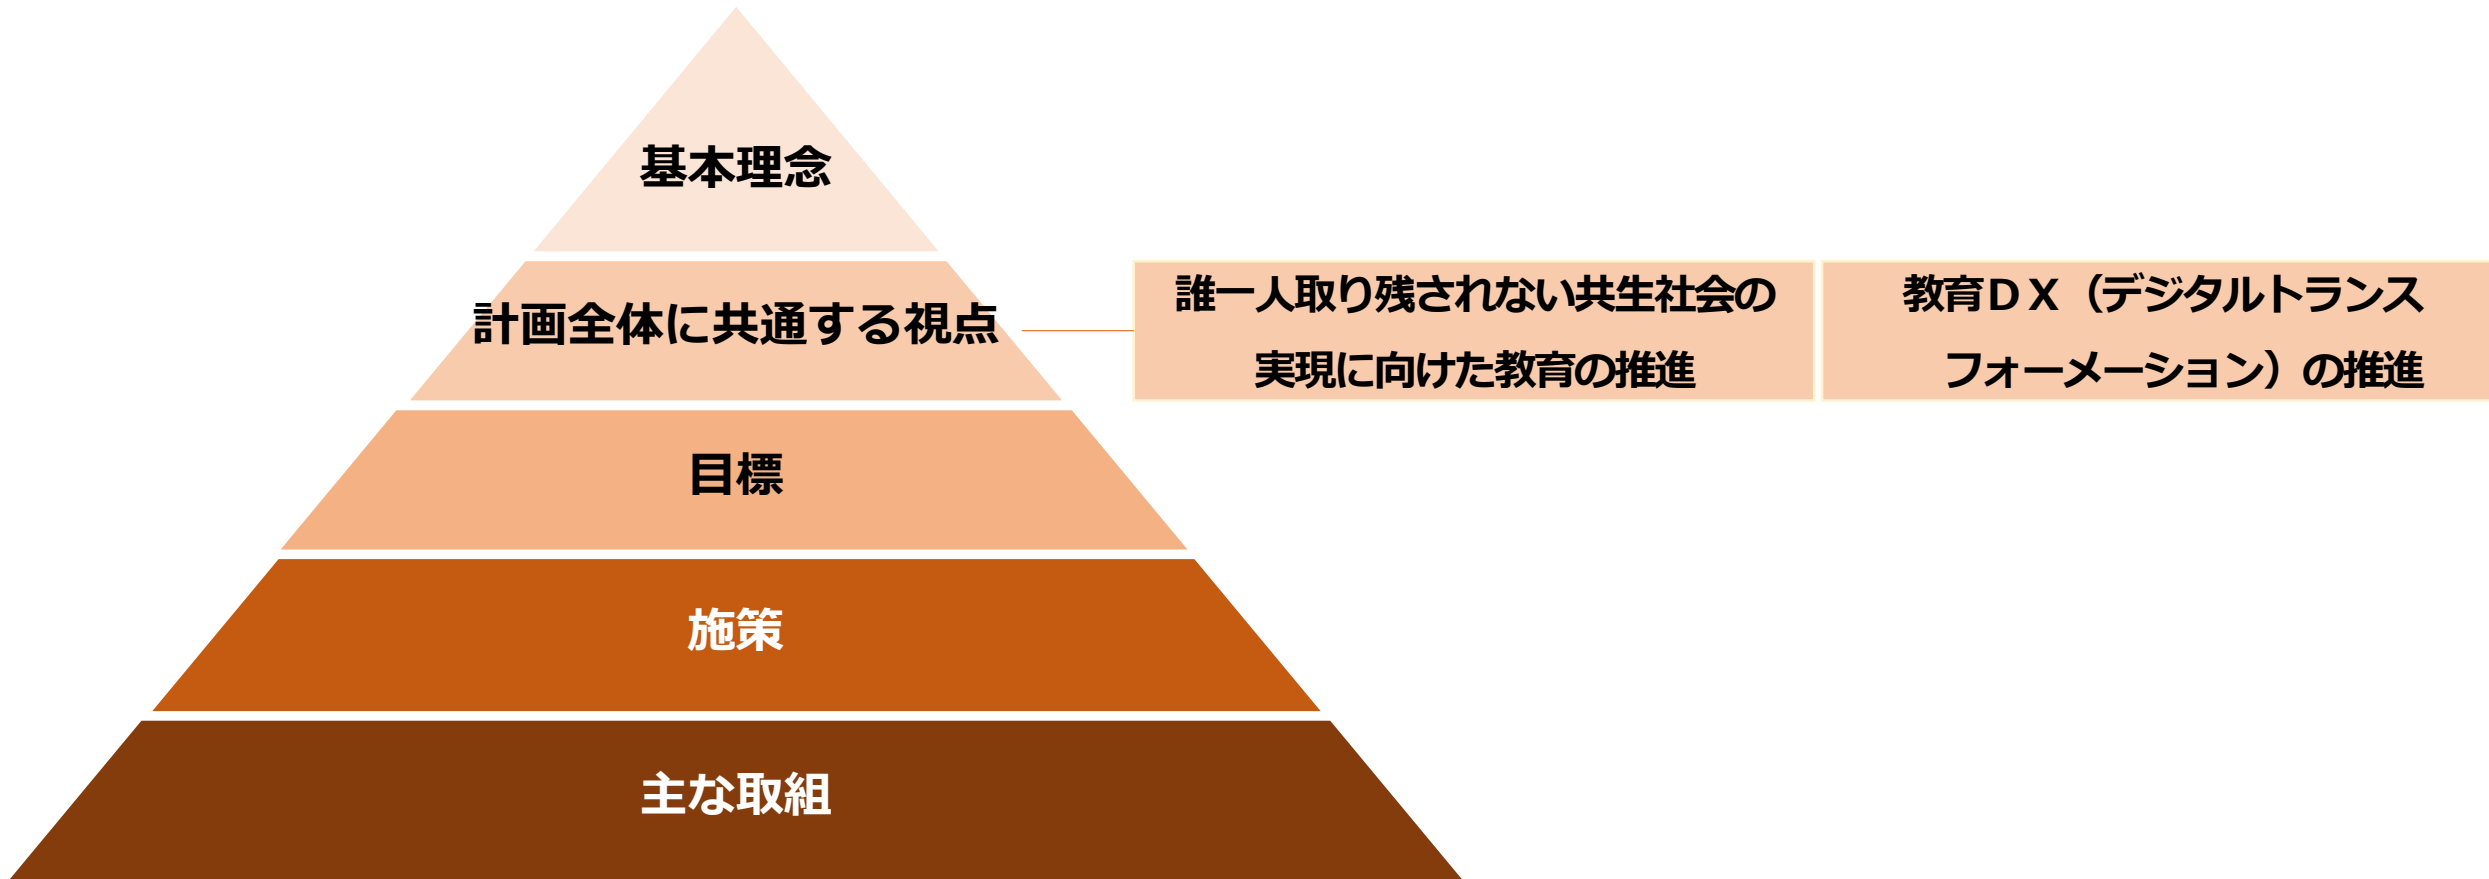 基本理念
計画全体に共通する視点
誰一人取り残されない共生社会の
実現に向けた教育の推進
教育ＤＸ（デジタルトランス
フォーメーション）の推進
目標
施策
主な取組